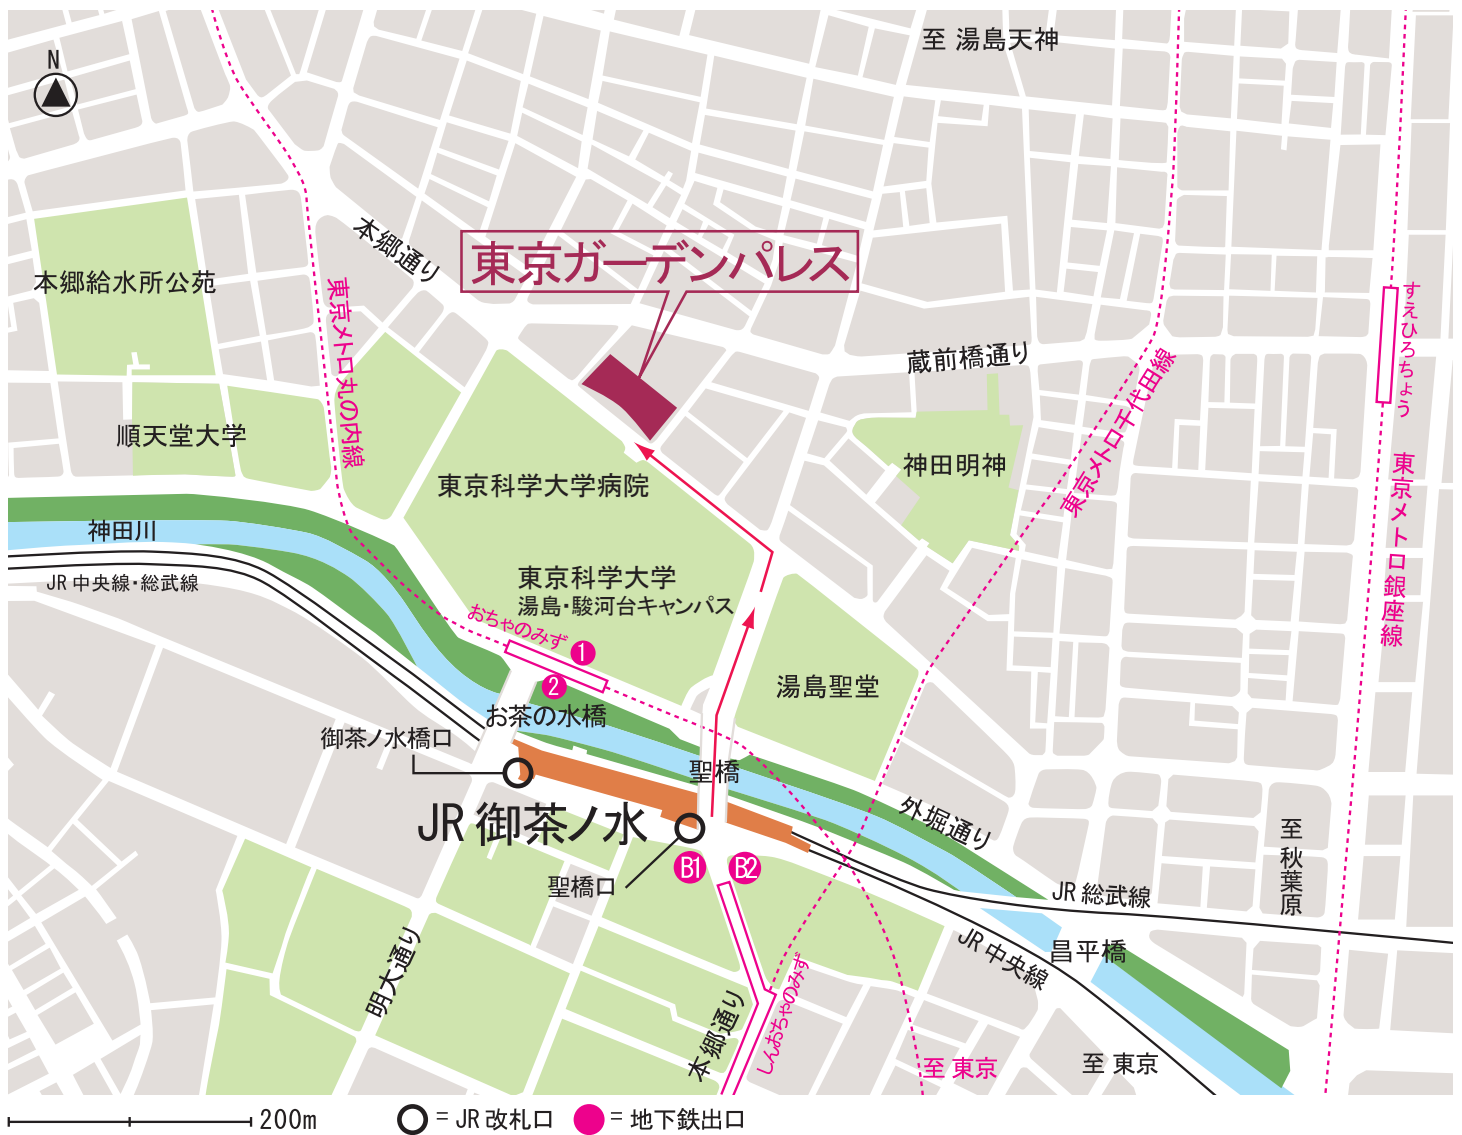 N
至 湯島天神
本郷通り
東京ガーデンパレス
本郷給水所公苑
東京メトロ丸の内線
すえひろちょう
蔵前橋通り
東京メトロ千代田線
順天堂大学
神田明神
東京メトロ銀座線
東京科学大学病院
神田川
JR 中央線・総武線
東京科学大学
湯島・駿河台キャンパス
おちゃのみず
1
2
湯島聖堂
お茶の水橋
御茶ノ水橋口
聖橋
JR 御茶ノ水
外堀通り
至 秋葉原
B1
B2
聖橋口
JR 総武線
JR 中央線
昌平橋
明大通り
本郷通り
しんおちゃのみず
至 東京
至 東京
200m
= JR 改札口
= 地下鉄出口